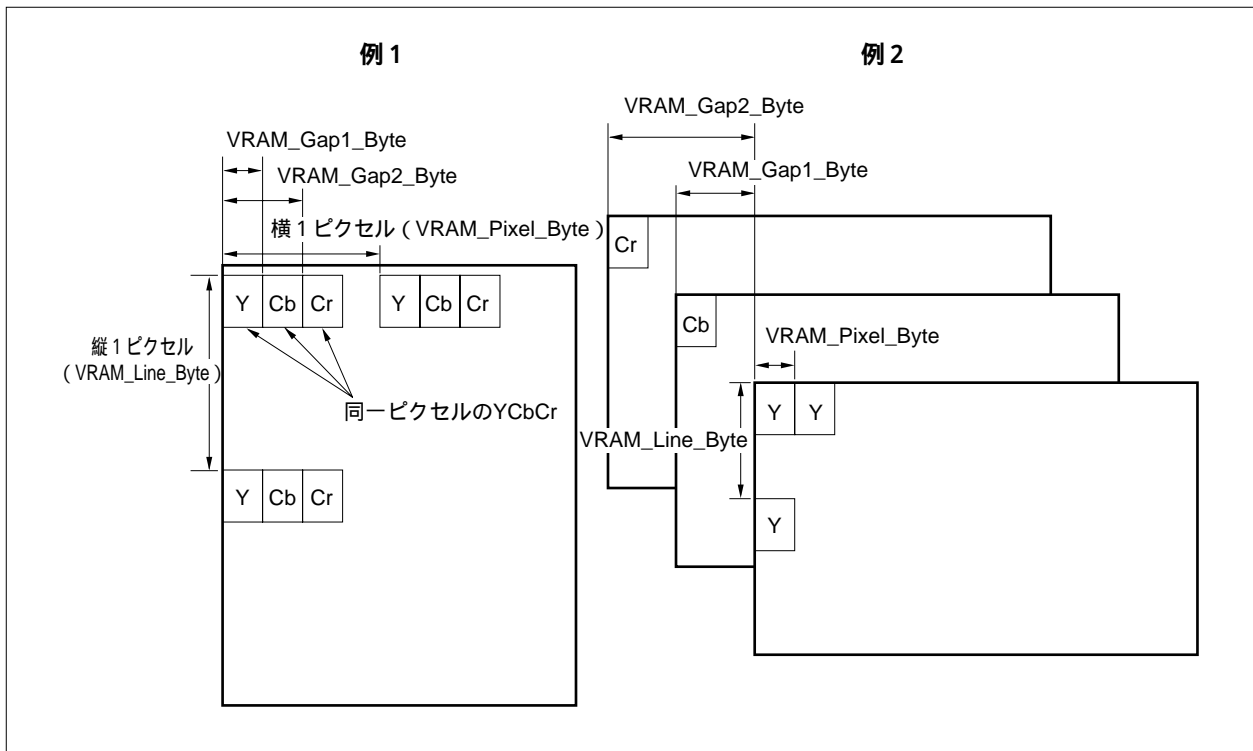 例1
VRAM_Gap1_Byte
VRAM_Gap2_Byte
横1ピクセル(VRAM_Pixel_Byte)
Y Cb Cr Y Cb Cr
縦1ピクセル
(VRAM_Line_Byte)
同一ピクセルのYCbCr
Y Cb Cr
例2
VRAM_Gap2_Byte
VRAM_Gap1_Byte
Cr
Cb
VRAM_Pixel_Byte
Y Y
VRAM_Line_Byte
Y